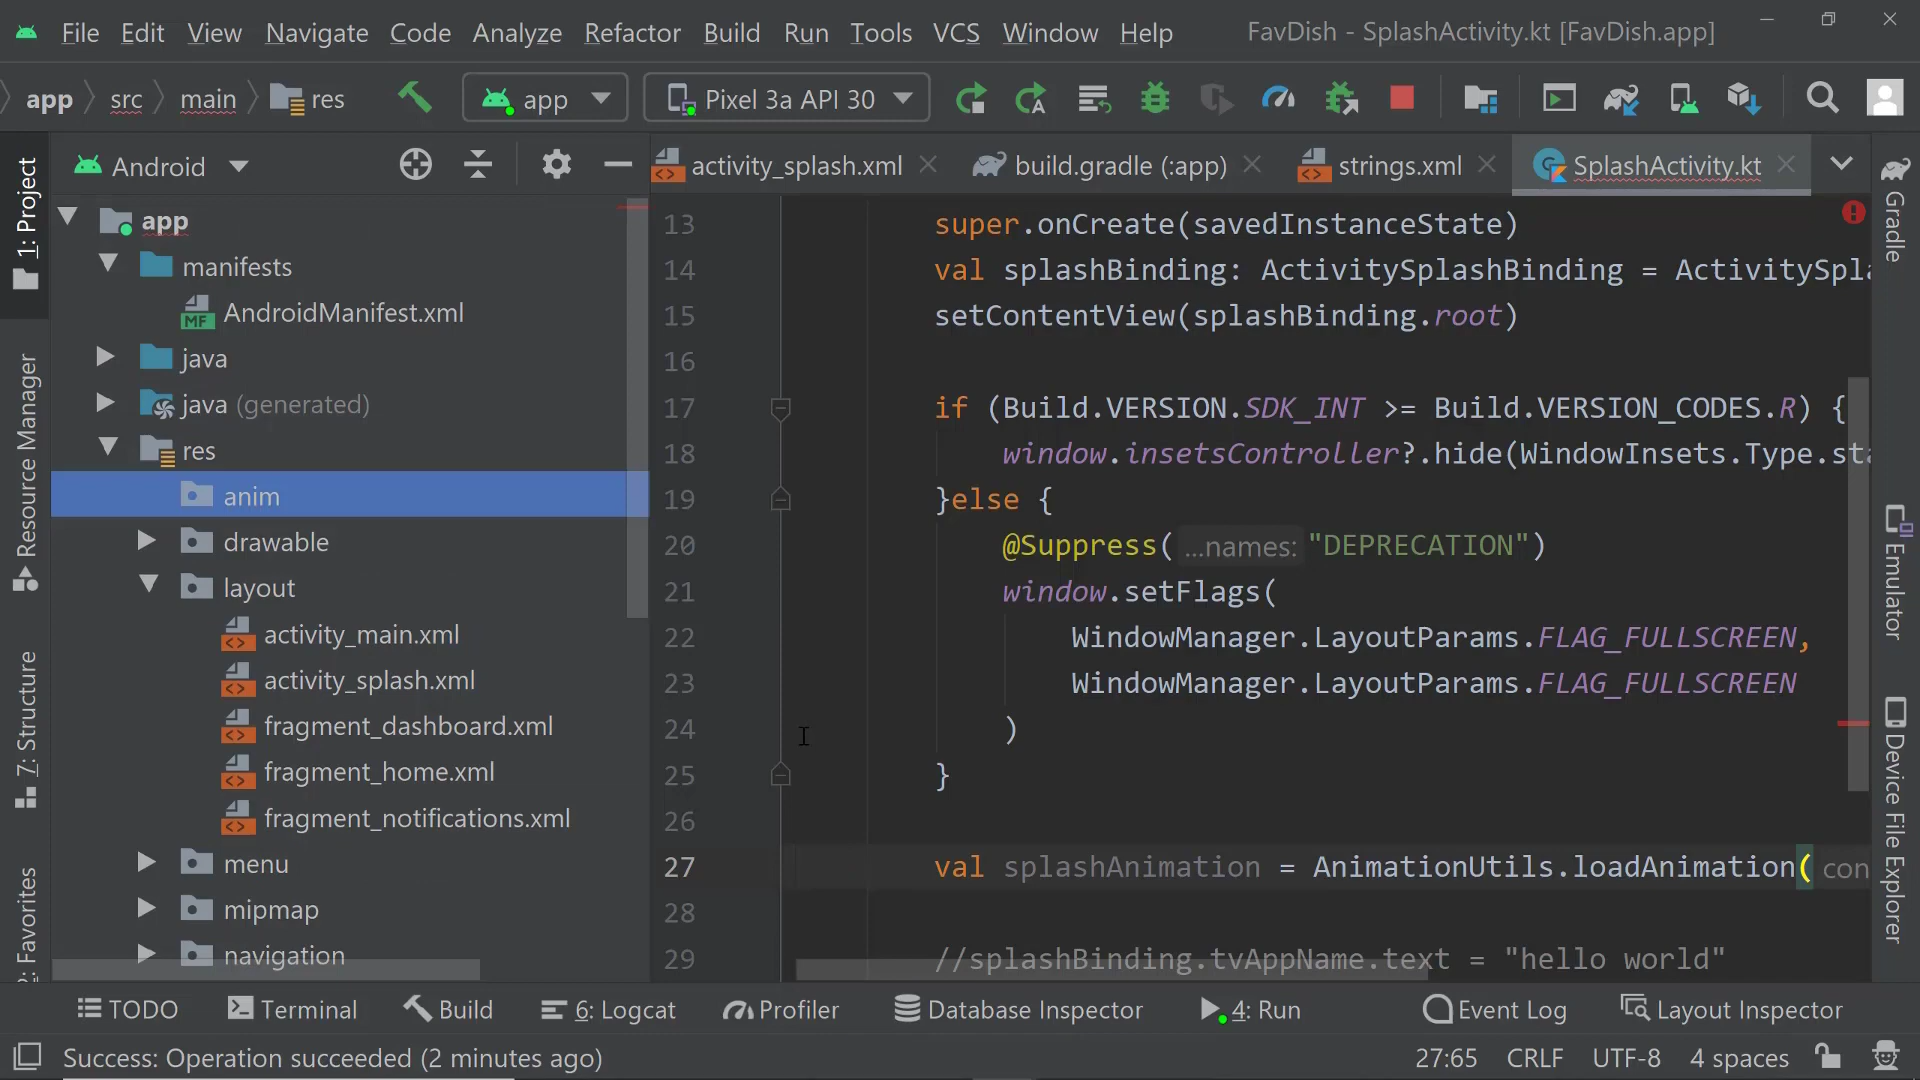 File Edit View Navigate Code Analyze Refactor Build Run Tools VCS Window Help FavDish - SplashActivity.kt [FavDish.app]
app src main res app Pixel 3a API 30
Android
activity_splash.xml build.gradle (:app) strings.xml SplashActivity.kt
1: Project
Resource Manager
7: Structure
2: Favorites
app
manifests
AndroidManifest.xml
java
java (generated)
res
anim
drawable
layout
activity_main.xml
activity_splash.xml
fragment_dashboard.xml
fragment_home.xml
fragment_notifications.xml
menu
mipmap
navigation
13 super.onCreate(savedInstanceState)
14 val splashBinding: ActivitySplashBinding = ActivitySpla
15 setContentView(splashBinding.root)
16
17 if (Build.VERSION.SDK_INT >= Build.VERSION_CODES.R) {
18 window.insetsController?.hide(WindowInsets.Type.sta
19 }else {
20 @Suppress( ...names: "DEPRECATION")
21 window.setFlags(
22 WindowManager.LayoutParams.FLAG_FULLSCREEN,
23 WindowManager.LayoutParams.FLAG_FULLSCREEN
24 )
25 }
26
27 val splashAnimation = AnimationUtils.loadAnimation( con
28
29 //splashBinding.tvAppName.text = "hello world"
Gradle
Emulator
Device File Explorer
TODO Terminal Build 6: Logcat Profiler Database Inspector 4: Run Event Log Layout Inspector
Success: Operation succeeded (2 minutes ago) 27:65 CRLF UTF-8 4 spaces